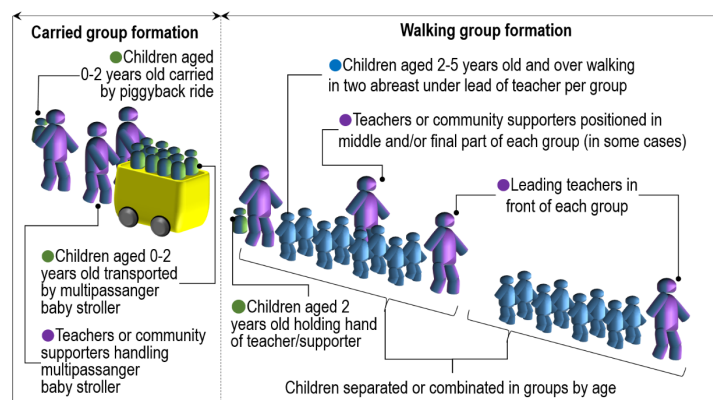 Carried group formation
Children aged
0-2 years old carried
by piggyback ride
Children aged 0-2
years old transported
by multipassanger
baby stroller
Teachers or community
supporters handling
multipassanger
baby stroller
Walking group formation
Children aged 2-5 years old and over walking
in two abreast under lead of teacher per group
Teachers or community supporters positioned in
middle and/or final part of each group (in some cases)
Leading teachers in
front of each group
Children aged 2
years old holding hand
of teacher/supporter
Children separated or combinated in groups by age